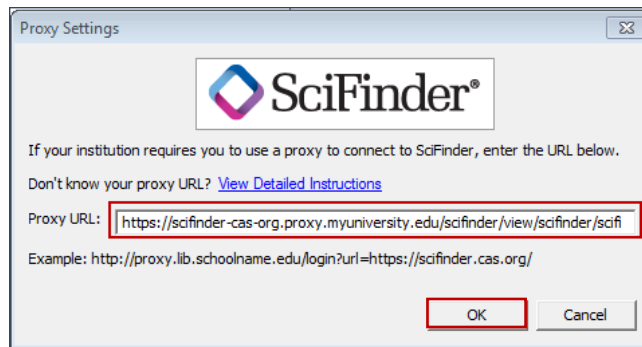 Proxy Settings
SciFinder®
If your institution requires you to use a proxy to connect to SciFinder, enter the URL below.
Don't know your proxy URL? View Detailed Instructions
Proxy URL: https://scifinder-cas-org.proxy.myuniversity.edu/scifinder/view/scifinder/scifi
Example: http://proxy.lib.schoolname.edu/login?url=https://scifinder.cas.org/
OK Cancel